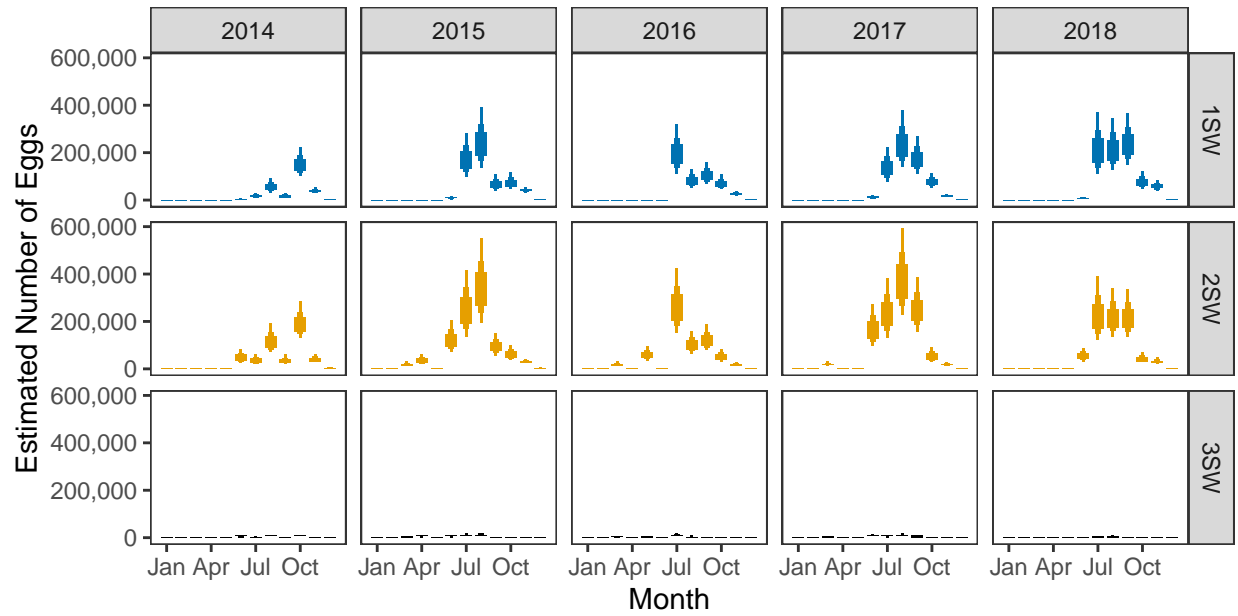 2014 2015 2016 2017 2018
Estimated Number of Eggs
600,000
400,000
200,000
0
1SW
600,000
400,000
200,000
0
2SW
600,000
400,000
200,000
0
3SW
Jan Apr Jul Oct Jan Apr Jul Oct Jan Apr Jul Oct Jan Apr Jul Oct Jan Apr Jul Oct
Month